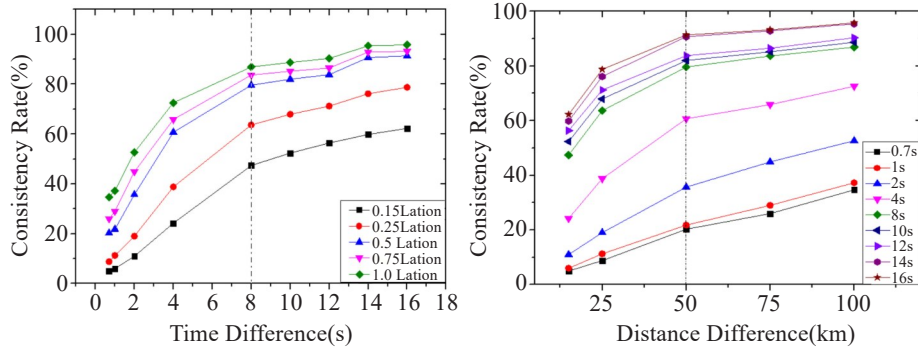 100
80
60
40
20
0
Consistency Rate(%)
0 2 4 6 8 10 12 14 16
Time Difference(s)
0.15Lation
0.25Lation
0.5 Lation
0.75Lation
1.0 Lation
100
80
60
40
20
0
Consistency Rate(%)
25 50 75 100
Distance Difference(km)
0.7s
1s
2s
4s
8s
10s
12s
14s
16s